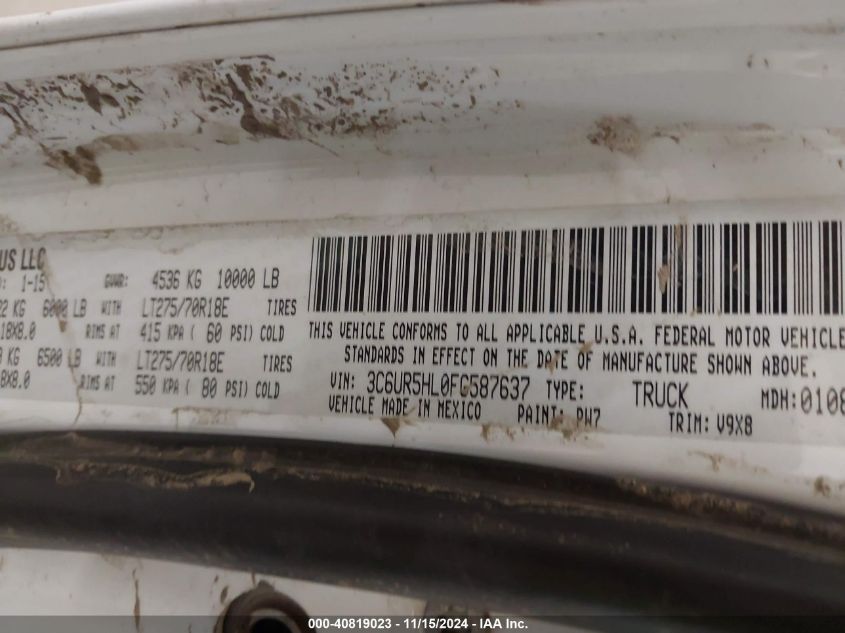 US LLC
1-15 GVWR: 4536 KG 10000 LB
KG 6000 LB WITH LT275/70R18E TIRES
18X8.0 RIMS AT 415 KPA ( 60 PSI) COLD
KG 6500 LB WITH LT275/70R18E TIRES
8X8.0 RIMS AT 550 KPA ( 80 PSI) COLD
THIS VEHICLE CONFORMS TO ALL APPLICABLE U.S.A. FEDERAL MOTOR VEHICLE
STANDARDS IN EFFECT ON THE DATE OF MANUFACTURE SHOWN ABOVE.
VIN: 3C6UR5HL0FG587637 TYPE: TRUCK MDH: 0108
VEHICLE MADE IN MEXICO PAINT: PW7 TRIM: V9X8
000-40819023 - 11/15/2024 - IAA Inc.